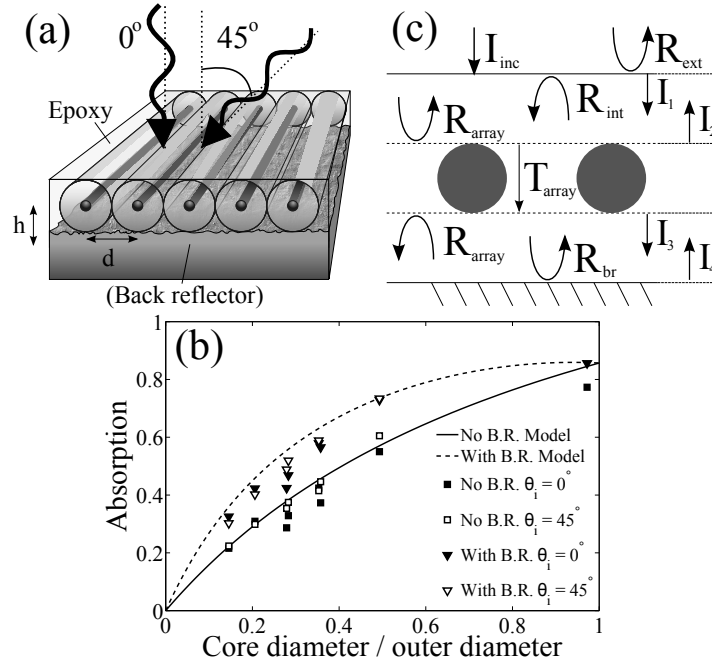 (a)
0°
45°
Epoxy
h
d
(Back reflector)
(c)
I_inc
R_ext
R_int
I_1
R_array
T_array
R_array
I_3
R_br
(b)
Absorption
1
0.8
0.6
0.4
0.2
0
No B.R. Model
With B.R. Model
No B.R. θ_i = 0°
No B.R. θ_i = 45°
With B.R. θ_i = 0°
With B.R. θ_i = 45°
0 0.2 0.4 0.6 0.8 1
Core diameter / outer diameter